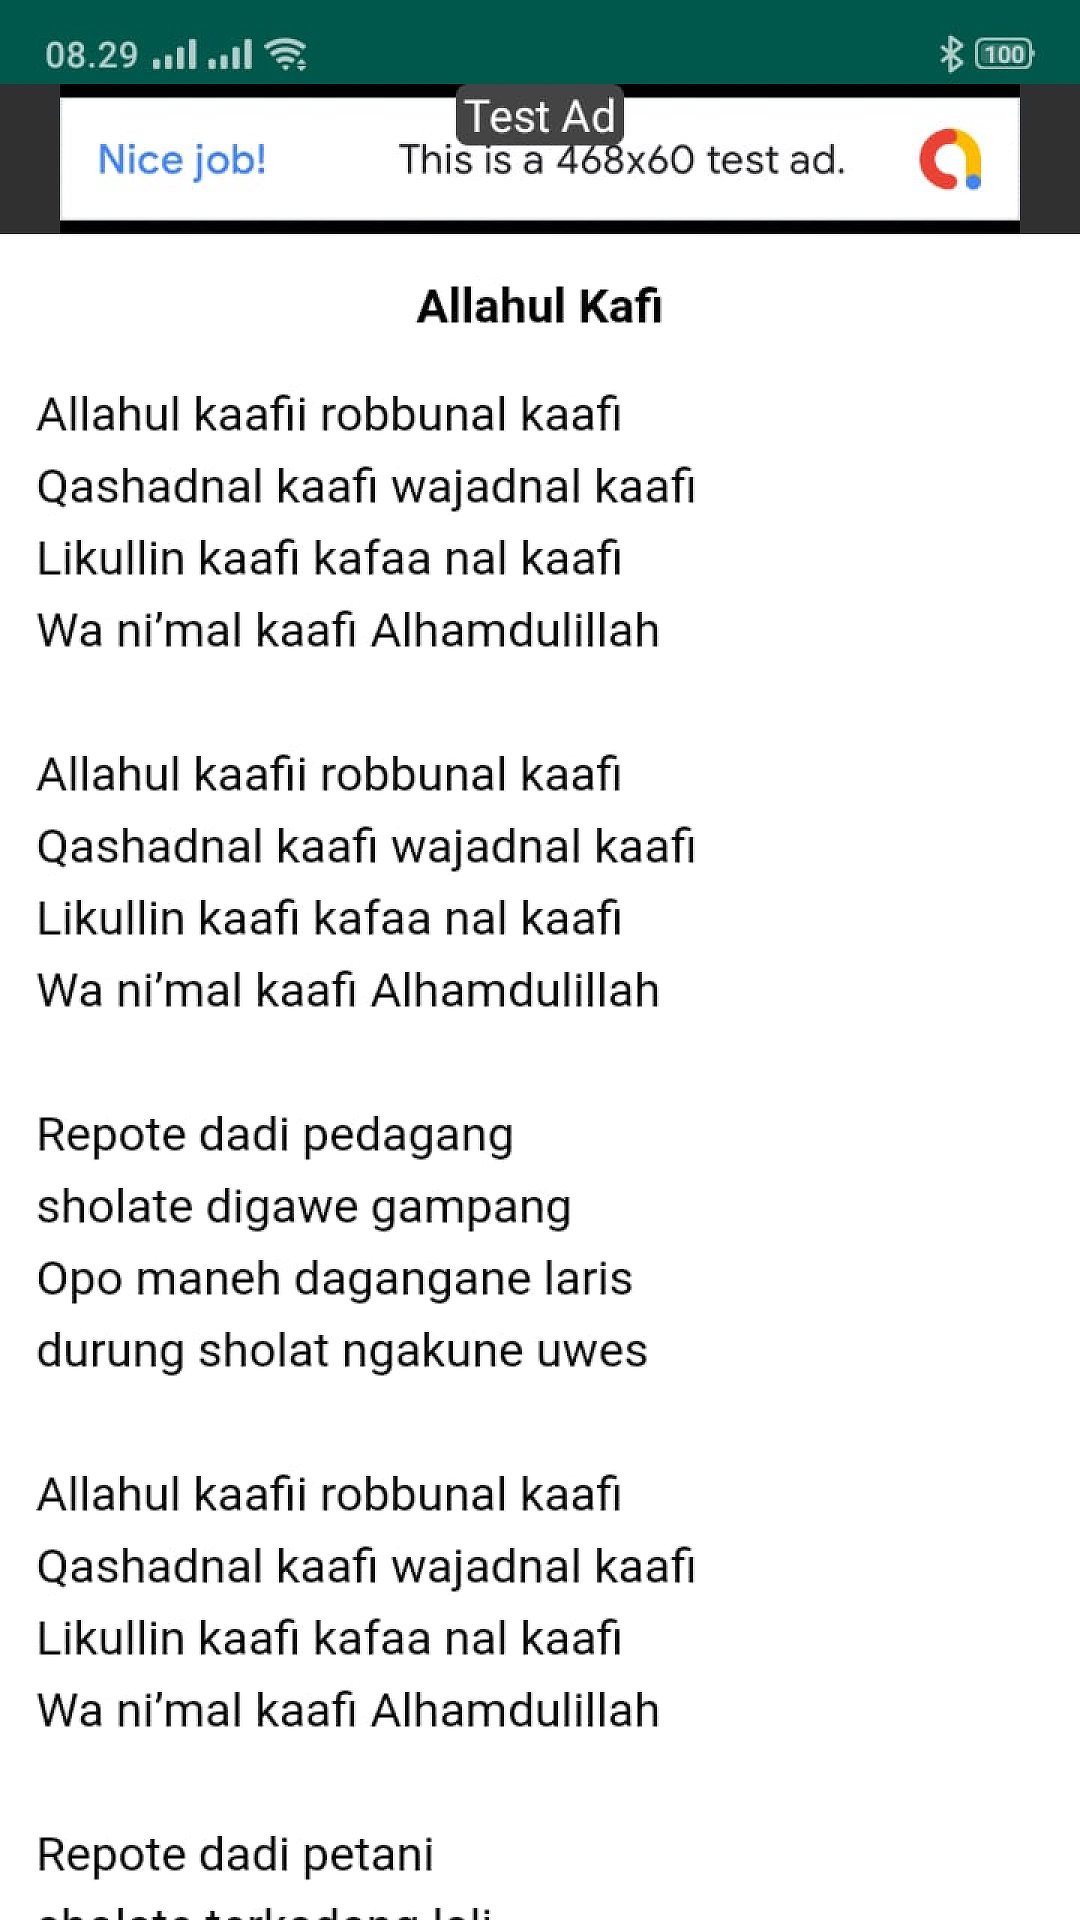 08.29
100
Test Ad
Nice job!
This is a 468x60 test ad.
Allahul Kafi
Allahul kaafii robbunal kaafi
Qashadnal kaafi wajadnal kaafi
Likullin kaafi kafaa nal kaafi
Wa ni’mal kaafi Alhamdulillah
Allahul kaafii robbunal kaafi
Qashadnal kaafi wajadnal kaafi
Likullin kaafi kafaa nal kaafi
Wa ni’mal kaafi Alhamdulillah
Repote dadi pedagang
sholate digawe gampang
Opo maneh dagangane laris
durung sholat ngakune uwes
Allahul kaafii robbunal kaafi
Qashadnal kaafi wajadnal kaafi
Likullin kaafi kafaa nal kaafi
Wa ni’mal kaafi Alhamdulillah
Repote dadi petani
sholate terkadang lali